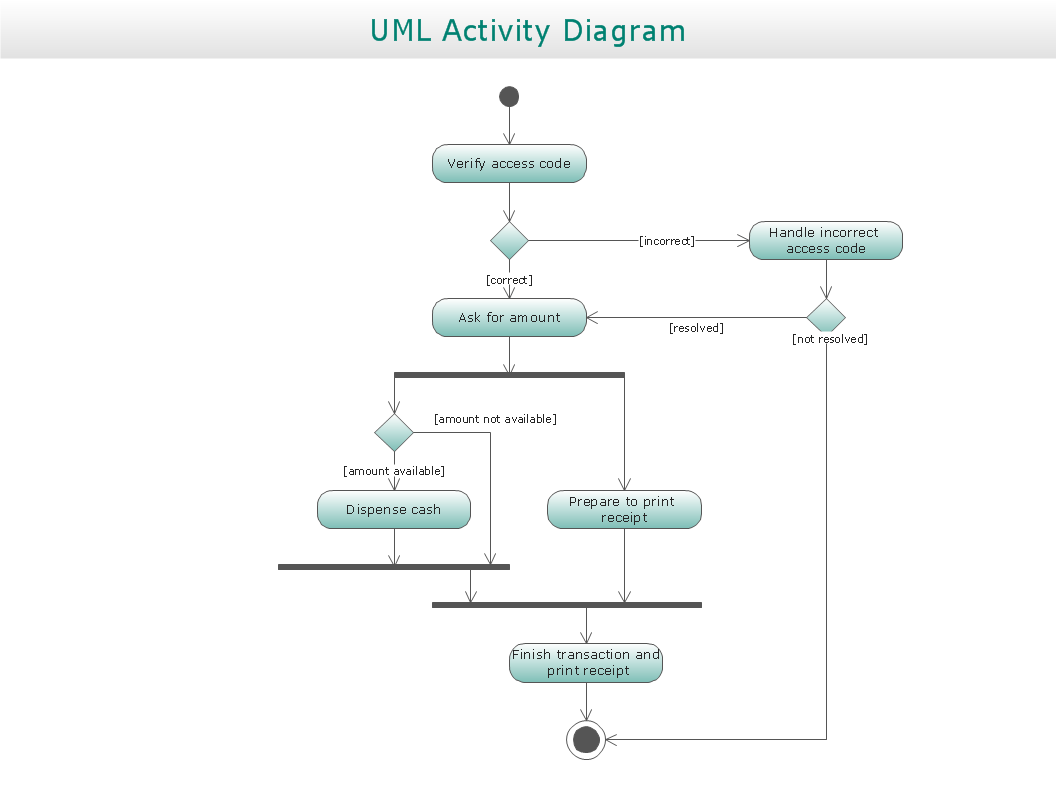 UML Activity Diagram
Verify access code
[incorrect]
Handle incorrect
access code
[correct]
Ask for amount
[resolved]
[not resolved]
[amount not available]
[amount available]
Dispense cash
Prepare to print
receipt
Finish transaction and
print receipt